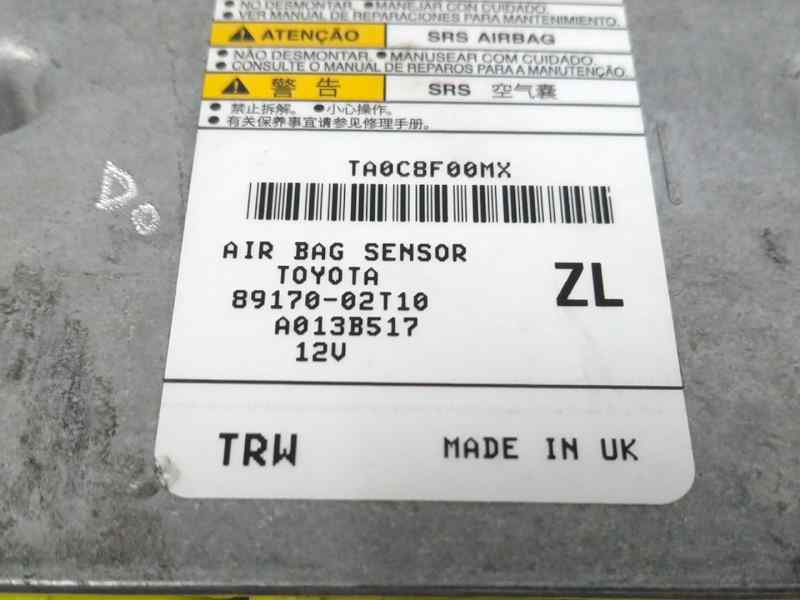 ● NO DESMONTAR. ● MANEJAR CON CUIDADO.
● VER MANUAL DE REPARACIONES PARA MANTENIMIENTO.
ATENÇÃO SRS AIRBAG
● NÃO DESMONTAR. ● MANUSEAR COM CUIDADO.
● CONSULTE O MANUAL DE REPAROS PARA A MANUTENÇÃO.
警告 SRS 空气囊
● 禁止拆解。 ● 小心操作。
● 有关保养事宜请参见修理手册。
TA0C8F00MX
AIR BAG SENSOR
TOYOTA
89170-02T10
A013B517
12V
ZL
TRW MADE IN UK
Do